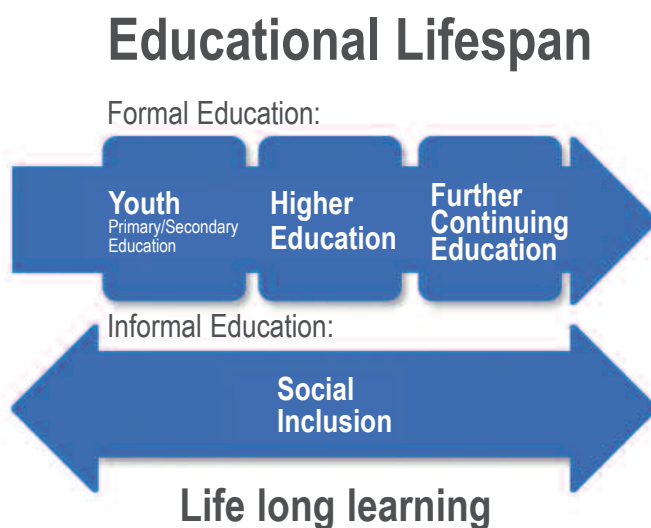 Educational Lifespan
Formal Education:
Youth
Primary/Secondary
Education
Higher
Education
Further
Continuing
Education
Informal Education:
Social
Inclusion
Life long learning